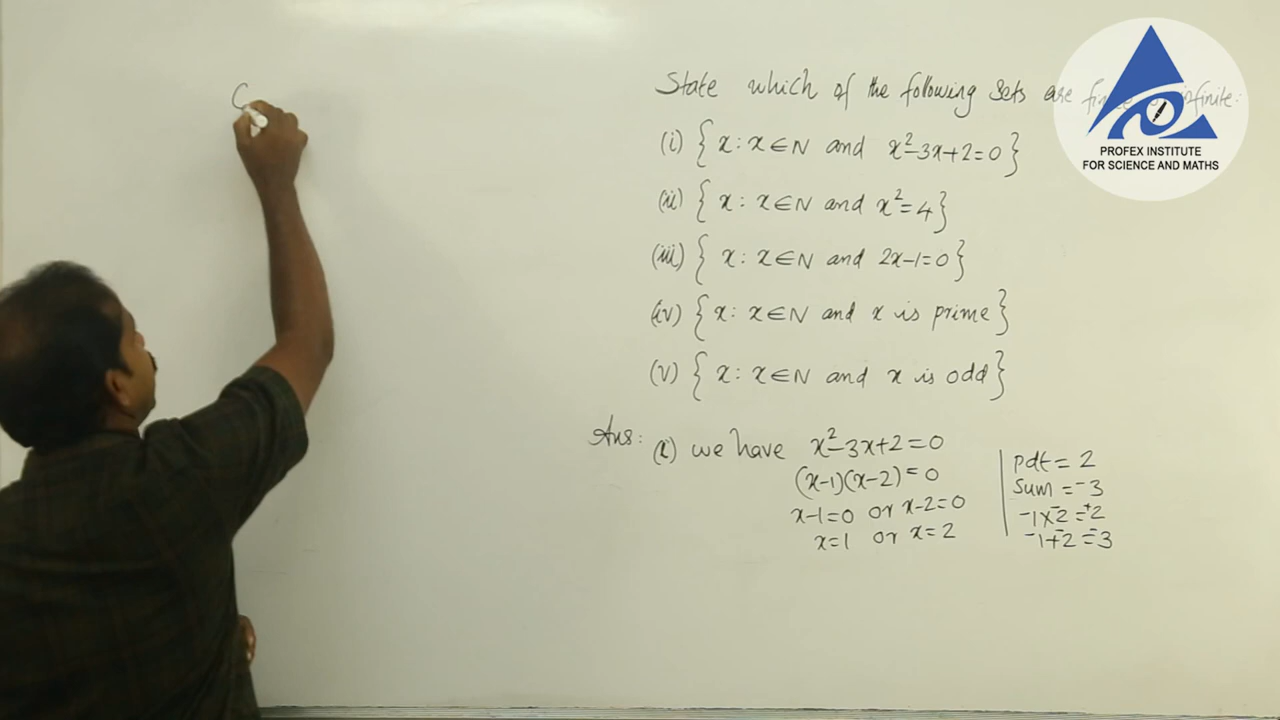 State which of the following sets are finite or infinite:
(i) { x : x ∈ N and x²-3x+2=0 }
(ii) { x : x ∈ N and x²=4 }
(iii) { x : x ∈ N and 2x-1=0 }
(iv) { x : x ∈ N and x is prime }
(v) { x : x ∈ N and x is odd }
Ans: (i) we have x²-3x+2=0
(x-1)(x-2)=0
x-1=0 or x-2=0
x=1 or x=2
pdt = 2
Sum = ⁻3
⁻1x⁻2=⁺2
⁻1+⁻2=⁻3
PROFEX INSTITUTE
FOR SCIENCE AND MATHS